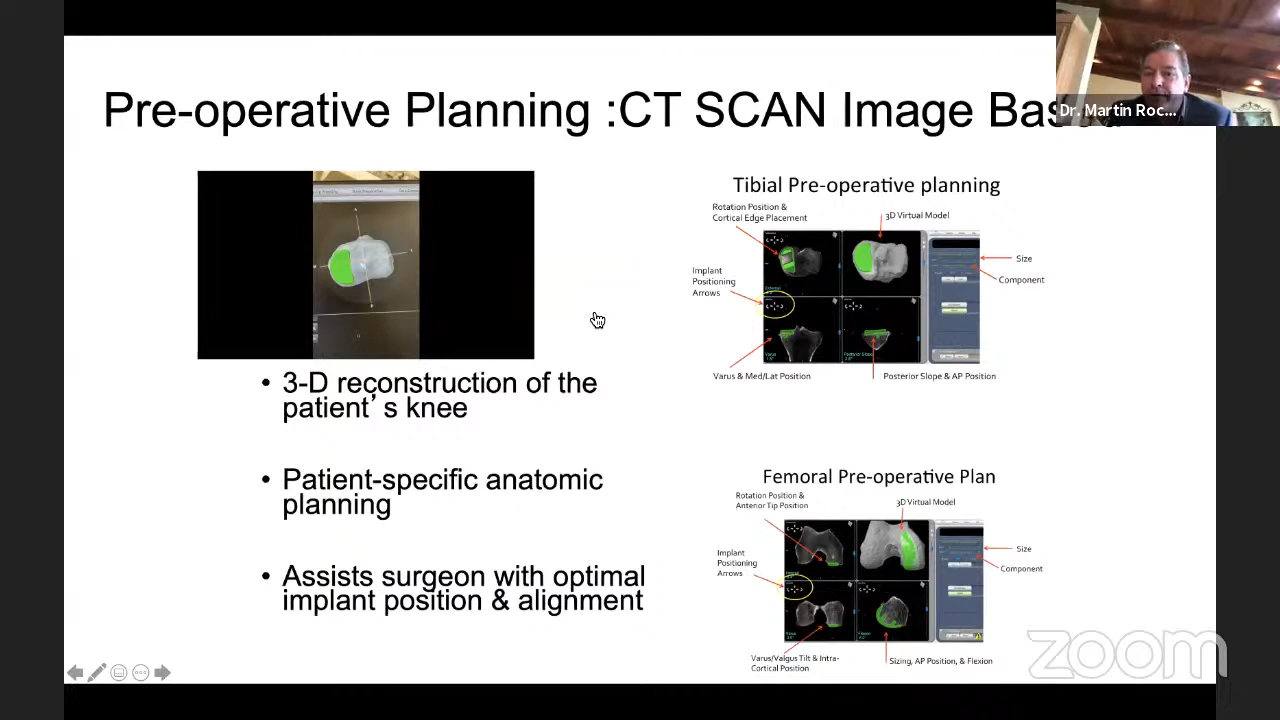 Pre-operative Planning :CT SCAN Image Bas
Dr. Martin Roc...
Tibial Pre-operative planning
Rotation Position &
Cortical Edge Placement
3D Virtual Model
Implant
Positioning
Arrows
Size
Component
Varus & Med/Lat Position
Posterior Slope & AP Position
• 3-D reconstruction of the
patient’s knee
• Patient-specific anatomic
planning
• Assists surgeon with optimal
implant position & alignment
Femoral Pre-operative Plan
Rotation Position &
Antenor Tip Position
3D Virtual Model
Implant
Positioning
Arrows
Size
Component
Varus/Valgus Tilt & Intra-
Cortical Position
Sizing, AP Position, & Flexion
zoom